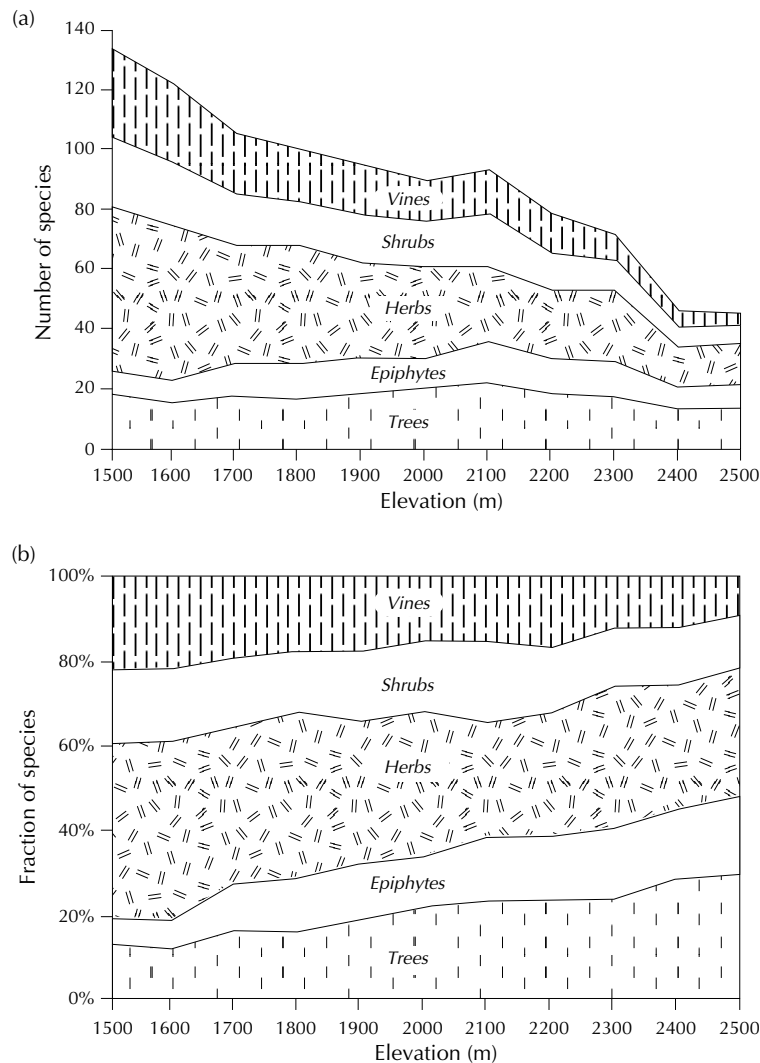 (a)
140
120
100
80
60
40
20
0
Number of species
Vines
Shrubs
Herbs
Epiphytes
Trees
1500 1600 1700 1800 1900 2000 2100 2200 2300 2400 2500
Elevation (m)
(b)
100%
80%
60%
40%
20%
0%
Fraction of species
Vines
Shrubs
Herbs
Epiphytes
Trees
1500 1600 1700 1800 1900 2000 2100 2200 2300 2400 2500
Elevation (m)